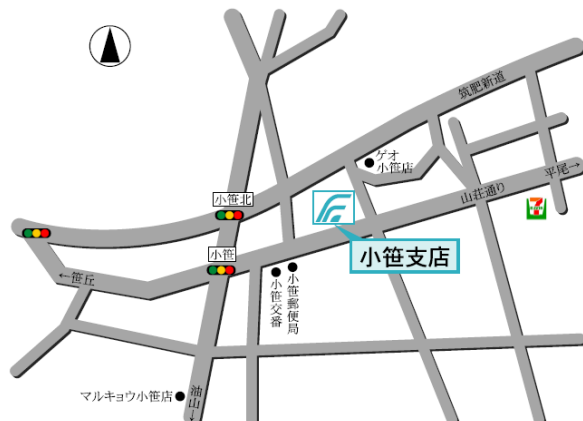 筑肥新道
ゲオ
小笹店
平尾→
山荘通り
小笹北
小笹
小笹支店
←笹丘
小笹交番
小笹郵便局
マルキョウ小笹店
油山↓
7